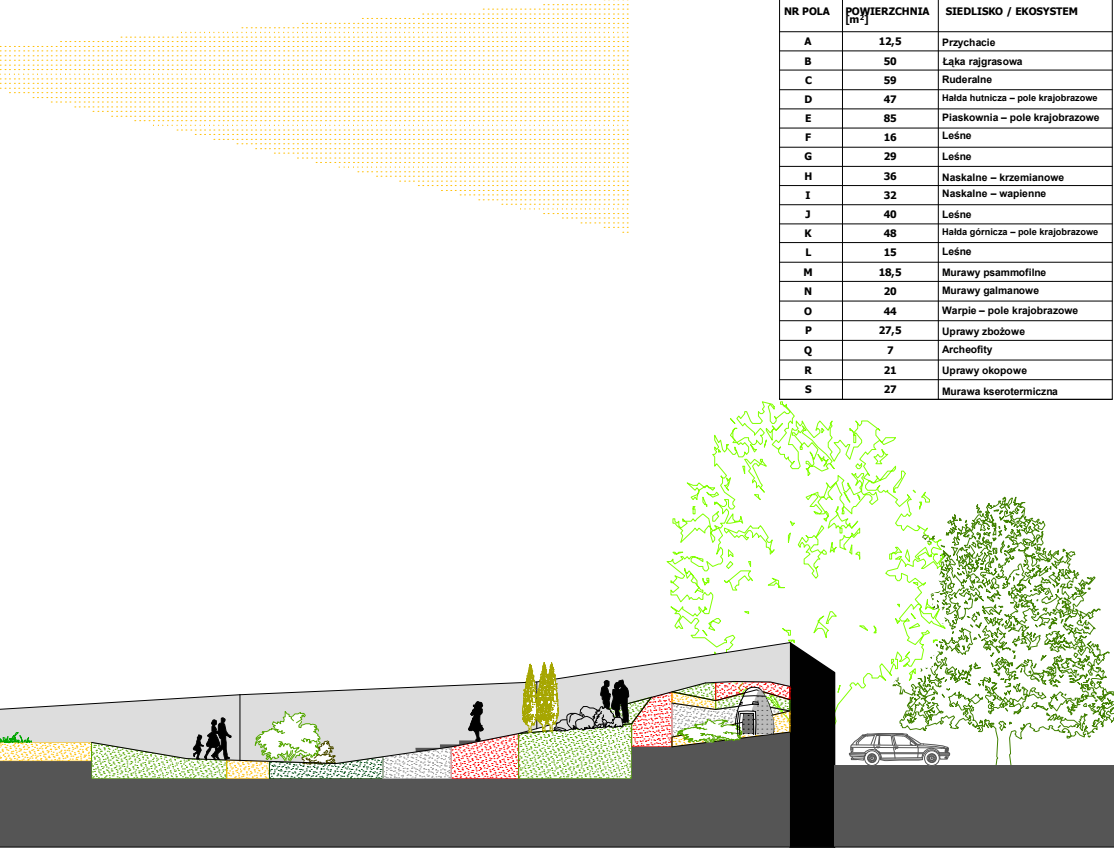 NR POLA POWIERZCHNIA [m²] SIEDLISKO / EKOSYSTEM
A 12,5 Przychacie
B 50 Łąka rajgrasowa
C 59 Ruderalne
D 47 Hałda hutnicza – pole krajobrazowe
E 85 Piaskownia – pole krajobrazowe
F 16 Leśne
G 29 Leśne
H 36 Naskalne – krzemianowe
I 32 Naskalne – wapienne
J 40 Leśne
K 48 Hałda górnicza – pole krajobrazowe
L 15 Leśne
M 18,5 Murawy psammofilne
N 20 Murawy galmanowe
O 44 Warpie – pole krajobrazowe
P 27,5 Uprawy zbożowe
Q 7 Archeofity
R 21 Uprawy okopowe
S 27 Murawa kserotermiczna